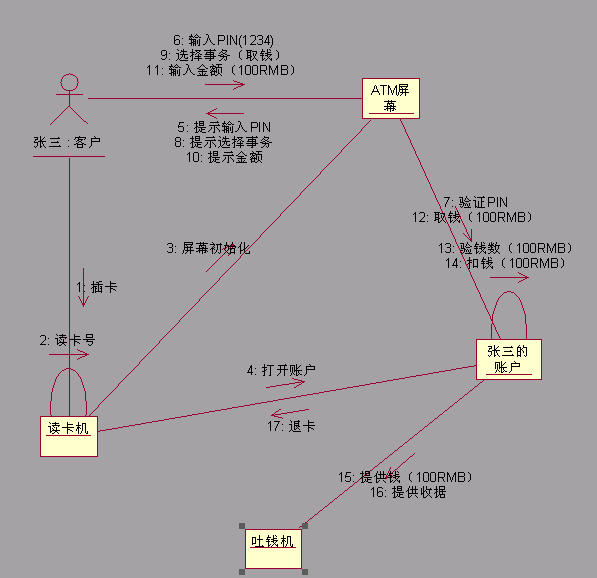 6: 输入PIN(1234)
9: 选择事务（取钱）
11: 输入金额（100RMB）
ATM屏
幕
5: 提示输入PIN
8: 提示选择事务
10: 提示金额
张三 : 客户
7: 验证PIN
12: 取钱（100RMB）
3: 屏幕初始化
13: 验钱数（100RMB）
14: 扣钱（100RMB）
1: 插卡
2: 读卡号
张三的
账户
4: 打开账户
17: 退卡
读卡机
15: 提供钱（100RMB）
16: 提供收据
吐钱机